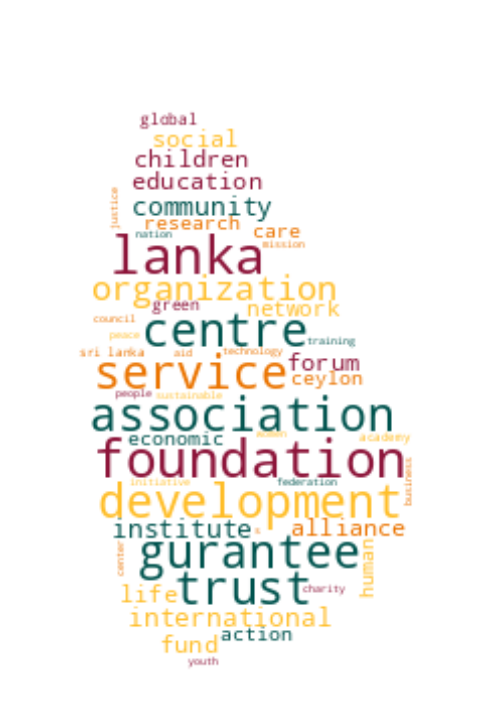 global
social
children
education
justice
community
research care
nation
mission
lanka
organization
green network
council
centre
peace
training
sri lanka aid technology forum
service ceylon
people sustainable
association
economic women academy
foundation
business
initiative federation
development
institute s alliance
center
gurantee
human
trust
life charity
international
action
fund
youth